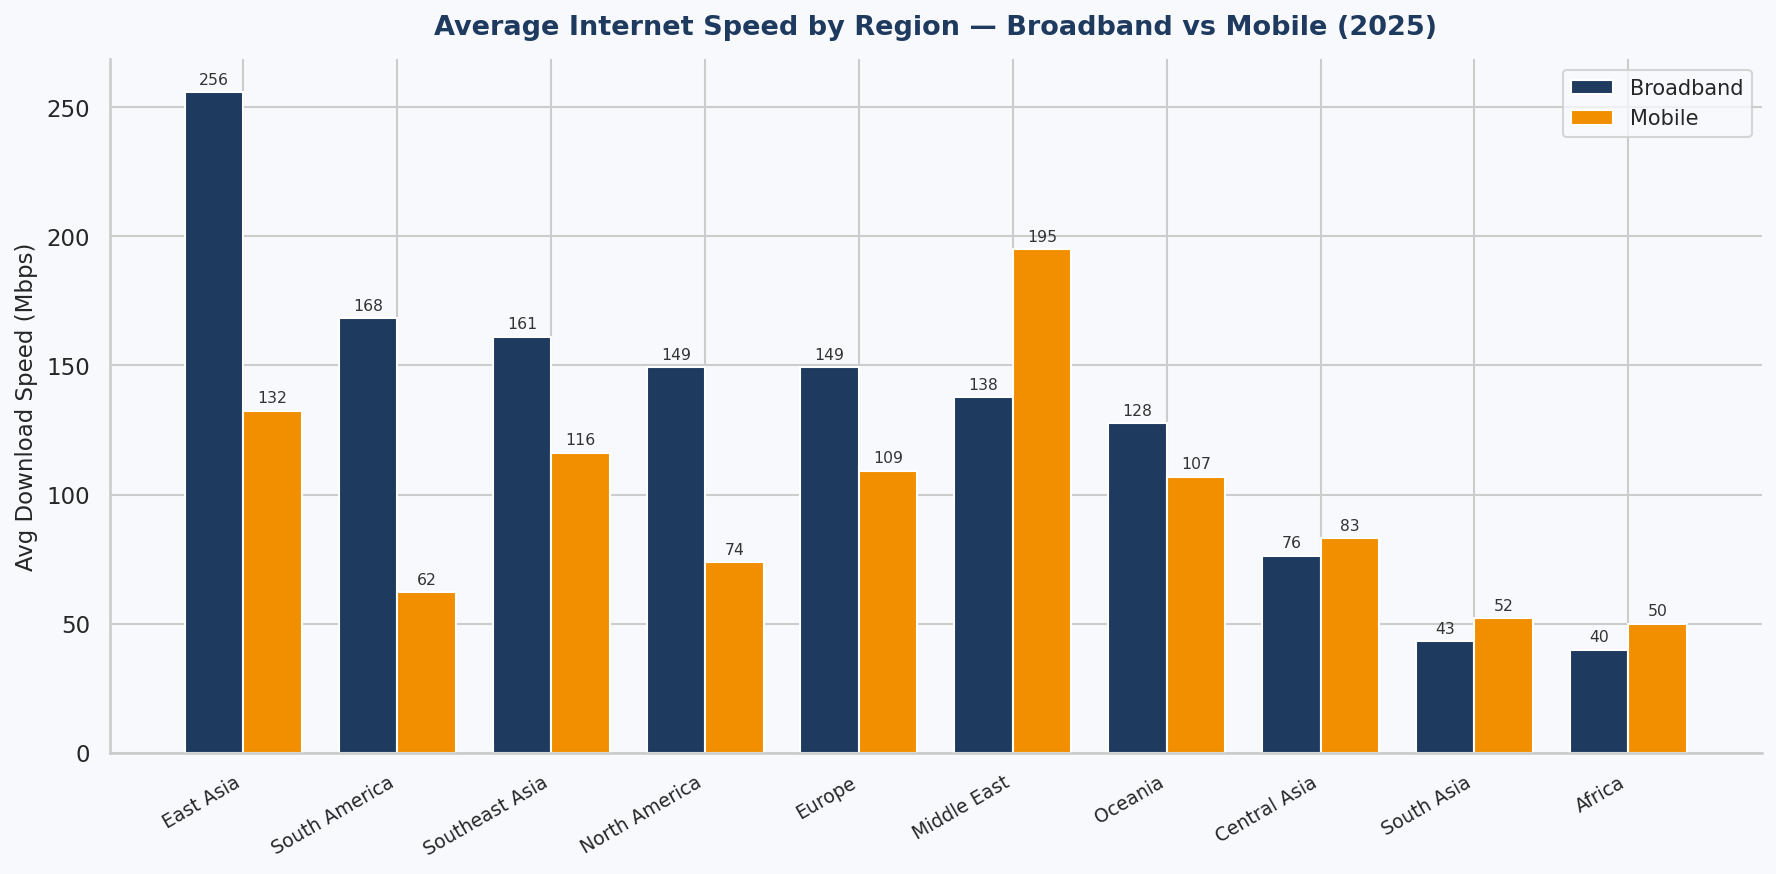 Average Internet Speed by Region — Broadband vs Mobile (2025)
Broadband
Mobile
Avg Download Speed (Mbps)
250
200
150
100
50
0
256
132
168
62
161
116
149
74
149
109
138
195
128
107
76
83
43
52
40
50
East Asia
South America
Southeast Asia
North America
Europe
Middle East
Oceania
Central Asia
South Asia
Africa